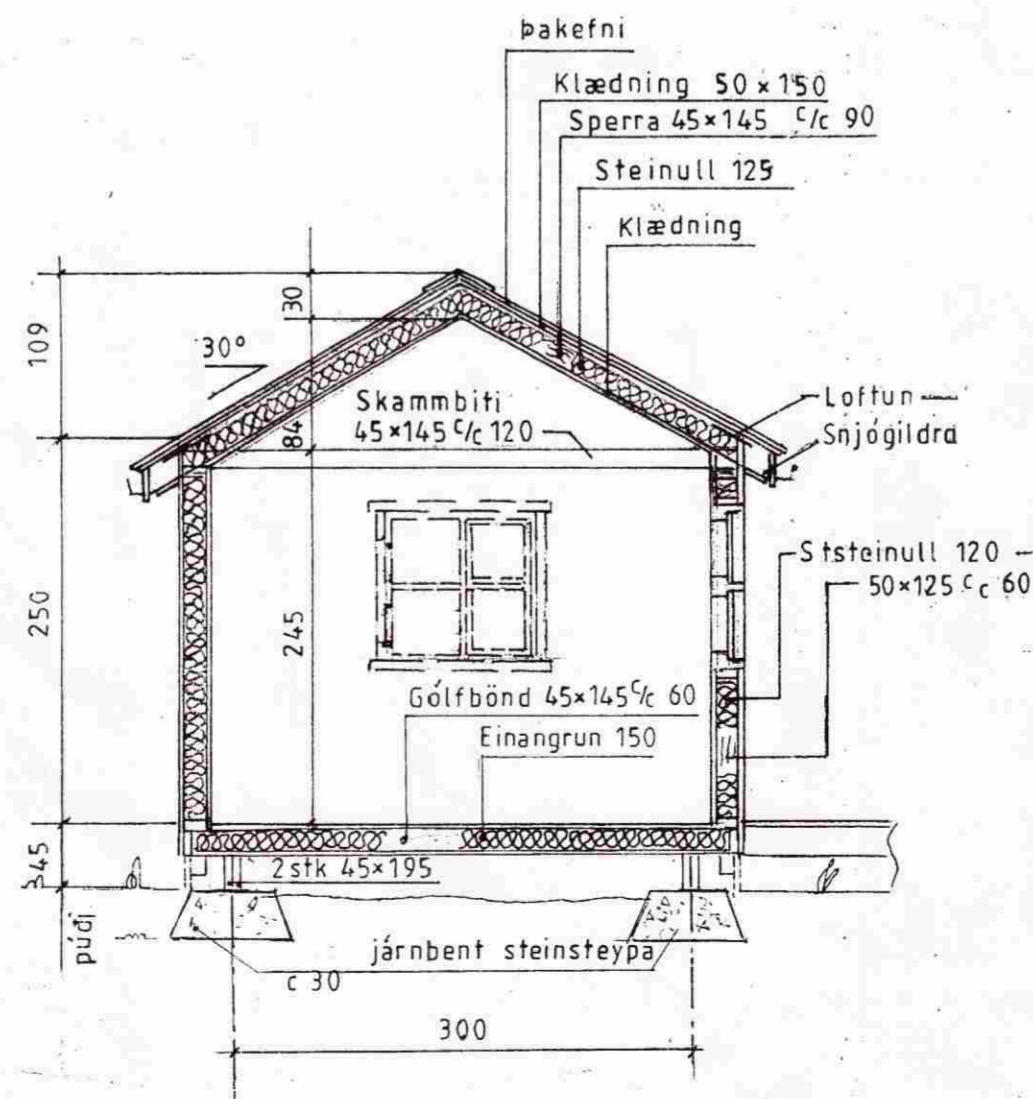 Þakefni
Klædning 50 × 150
Sperra 45×145 c/c 90
Steinull 125
Klædning
109
30
30°
84
Skammbiti
45×145 c/c 120
Loftun
Snjógildra
250
245
Ststeinull 120
50×125 c c 60
Gólfbönd 45×145 c/c 60
Einangrun 150
45
2stk 45×195
púði
járnbent steinsteypa
c 30
300